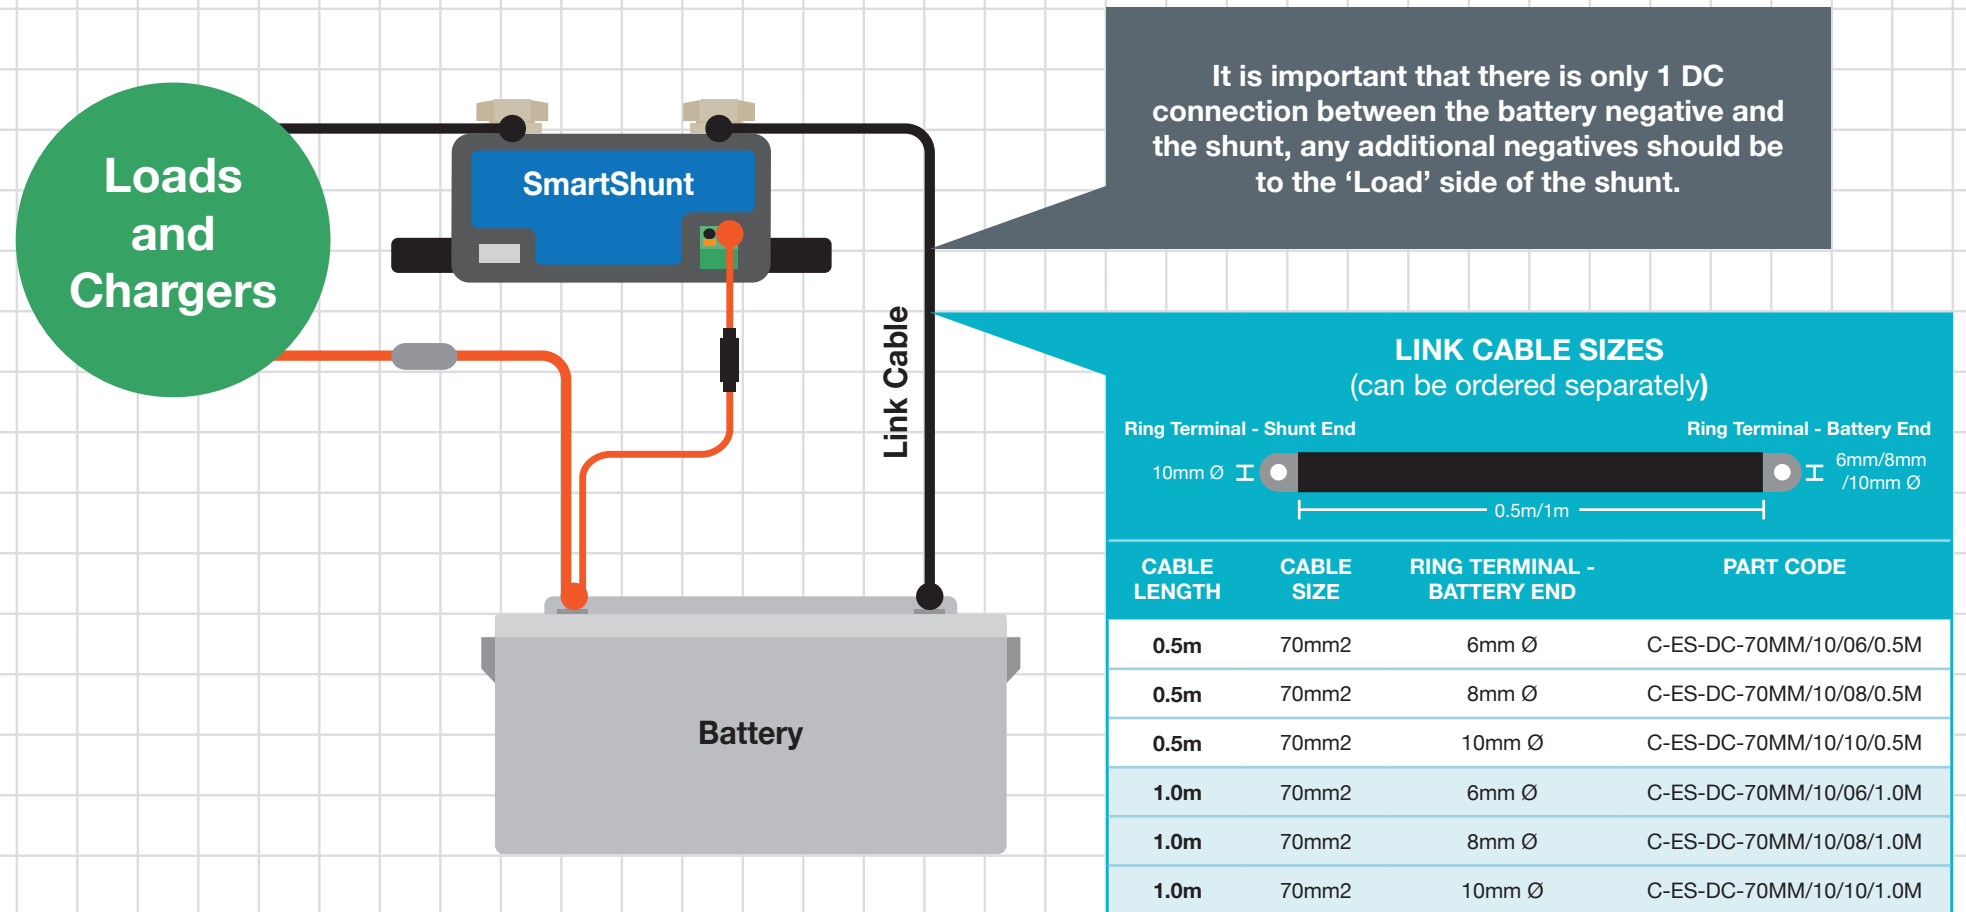 Loads
and
Chargers
SmartShunt
Link Cable
Battery
It is important that there is only 1 DC
connection between the battery negative and
the shunt, any additional negatives should be
to the ‘Load’ side of the shunt.
LINK CABLE SIZES
(can be ordered separately)
Ring Terminal - Shunt End Ring Terminal - Battery End
10mm Ø 6mm/8mm
/10mm Ø
0.5m/1m
CABLE LENGTH CABLE SIZE RING TERMINAL - BATTERY END PART CODE
0.5m 70mm2 6mm Ø C-ES-DC-70MM/10/06/0.5M
0.5m 70mm2 8mm Ø C-ES-DC-70MM/10/08/0.5M
0.5m 70mm2 10mm Ø C-ES-DC-70MM/10/10/0.5M
1.0m 70mm2 6mm Ø C-ES-DC-70MM/10/06/1.0M
1.0m 70mm2 8mm Ø C-ES-DC-70MM/10/08/1.0M
1.0m 70mm2 10mm Ø C-ES-DC-70MM/10/10/1.0M